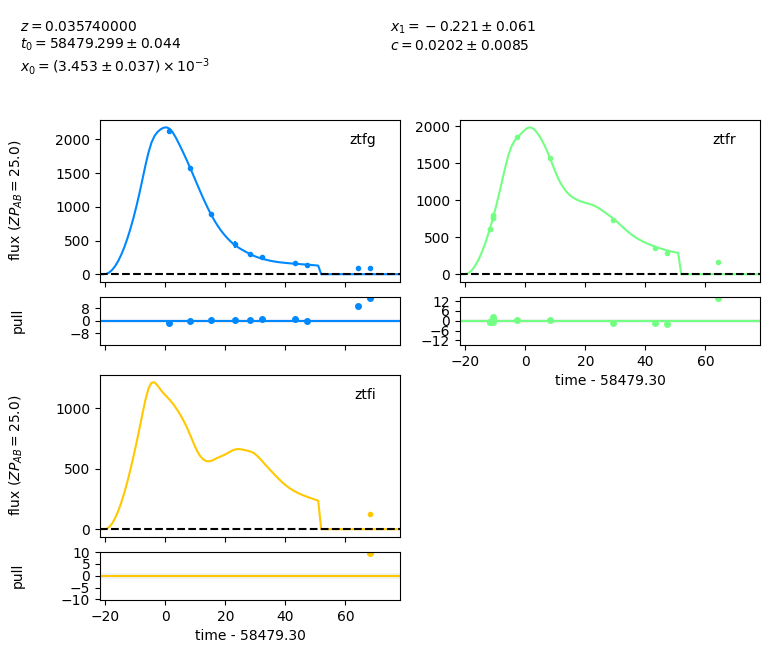 z = 0.035740000
t₀ = 58479.299 ± 0.044
x₀ = (3.453 ± 0.037) × 10⁻³
x₁ = −0.221 ± 0.061
c = 0.0202 ± 0.0085
flux (ZP_AB = 25.0)
2000
1500
1000
500
0
ztfg
2000
1500
1000
500
0
ztfr
pull
8
0
−8
12
6
0
−6
−12
−20 0 20 40 60
time - 58479.30
flux (ZP_AB = 25.0)
1000
500
0
ztfi
pull
10
5
0
−5
−10
−20 0 20 40 60
time - 58479.30